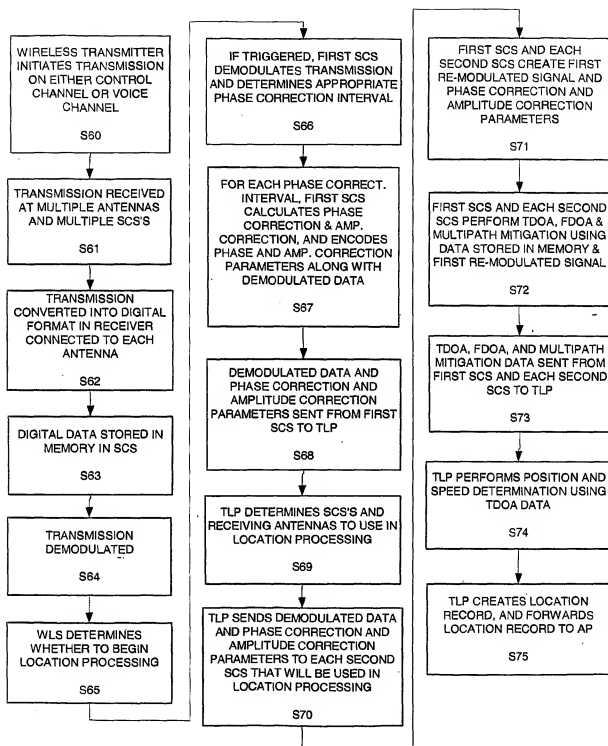 WIRELESS TRANSMITTER
INITIATES TRANSMISSION
ON EITHER CONTROL
CHANNEL OR VOICE
CHANNEL
S60
TRANSMISSION RECEIVED
AT MULTIPLE ANTENNAS
AND MULTIPLE SCS'S
S61
TRANSMISSION
CONVERTED INTO DIGITAL
FORMAT IN RECEIVER
CONNECTED TO EACH
ANTENNA
S62
DIGITAL DATA STORED IN
MEMORY IN SCS
S63
TRANSMISSION
DEMODULATED
S64
WLS DETERMINES
WHETHER TO BEGIN
LOCATION PROCESSING
S65
IF TRIGGERED, FIRST SCS
DEMODULATES TRANSMISSION
AND DETERMINES APPROPRIATE
PHASE CORRECTION INTERVAL
S66
FOR EACH PHASE CORRECT.
INTERVAL, FIRST SCS
CALCULATES PHASE
CORRECTION & AMP.
CORRECTION, AND ENCODES
PHASE AND AMP. CORRECTION
PARAMETERS ALONG WITH
DEMODULATED DATA
S67
DEMODULATED DATA AND
PHASE CORRECTION AND
AMPLITUDE CORRECTION
PARAMETERS SENT FROM FIRST
SCS TO TLP
S68
TLP DETERMINES SCS'S AND
RECEIVING ANTENNAS TO USE IN
LOCATION PROCESSING
S69
TLP SENDS DEMODULATED DATA
AND PHASE CORRECTION AND
AMPLITUDE CORRECTION
PARAMETERS TO EACH SECOND
SCS THAT WILL BE USED IN
LOCATION PROCESSING
S70
FIRST SCS AND EACH
SECOND SCS CREATE FIRST
RE-MODULATED SIGNAL AND
PHASE CORRECTION AND
AMPLITUDE CORRECTION
PARAMETERS
S71
FIRST SCS AND EACH SECOND
SCS PERFORM TDOA, FDOA &
MULTIPATH MITIGATION USING
DATA STORED IN MEMORY &
FIRST RE-MODULATED SIGNAL
S72
TDOA, FDOA, AND MULTIPATH
MITIGATION DATA SENT FROM
FIRST SCS AND EACH SECOND
SCS TO TLP
S73
TLP PERFORMS POSITION AND
SPEED DETERMINATION USING
TDOA DATA
S74
TLP CREATES LOCATION
RECORD, AND FORWARDS
LOCATION RECORD TO AP
S75